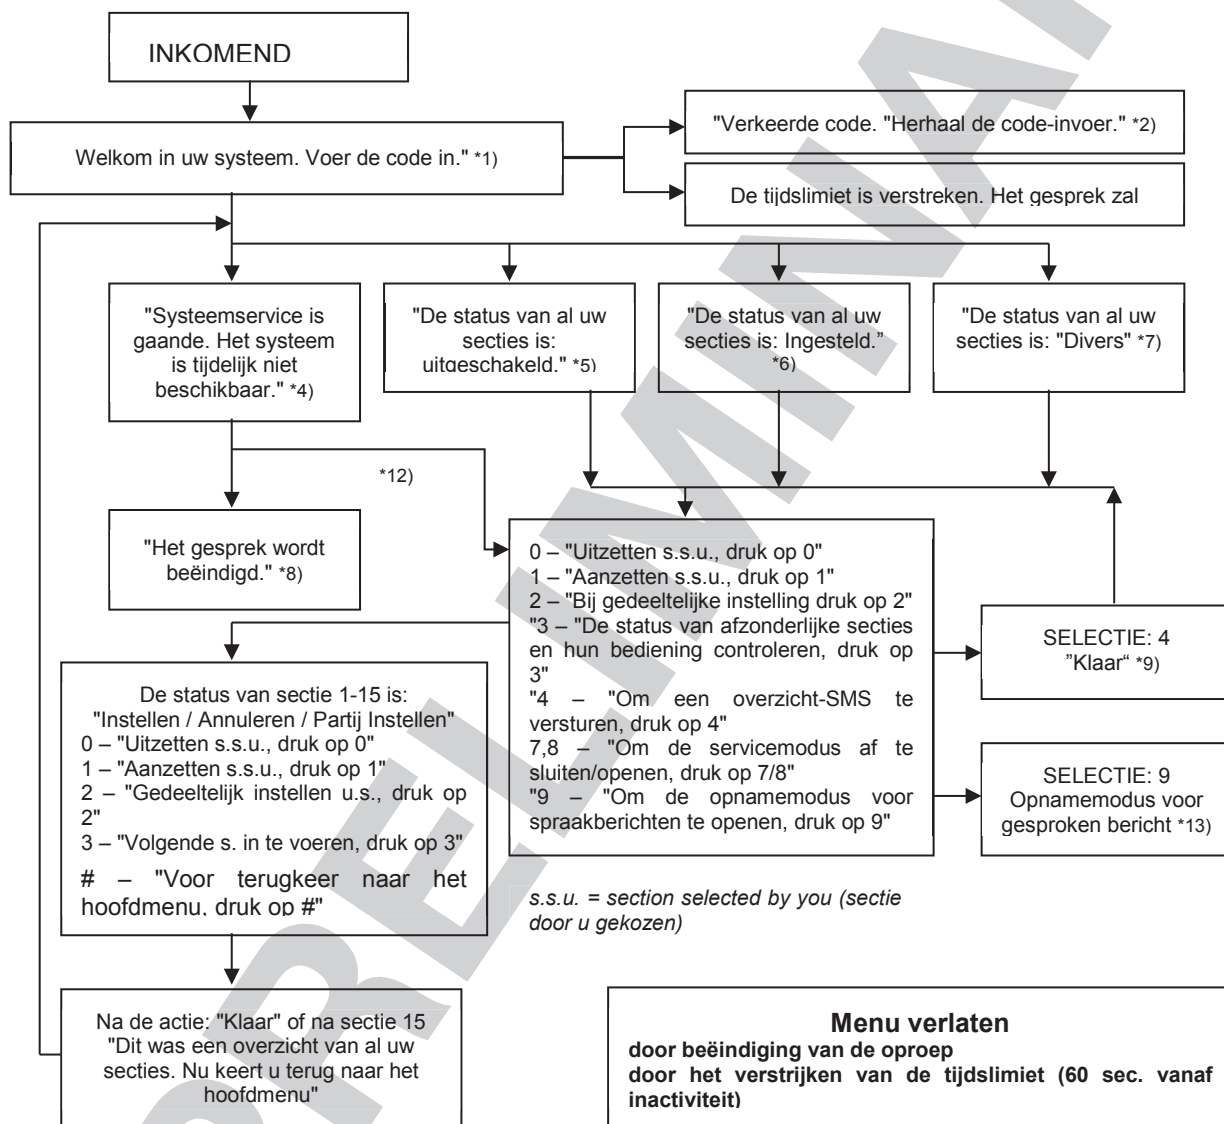 INKOMEND
Welkom in uw systeem. Voer de code in." *1)
"Verkeerde code. "Herhaal de code-invoer." *2)
De tijdslimiet is verstreken. Het gesprek zal
"Systeemservice is
gaande. Het systeem
is tijdelijk niet
beschikbaar." *4)
"De status van al uw
secties is:
uitgeschakeld." *5)
"De status van al uw
secties is: Ingesteld.”
*6)
"De status van al uw
secties is: "Divers" *7)
*12)
"Het gesprek wordt
beëindigd." *8)
0 – "Uitzetten s.s.u., druk op 0"
1 – "Aanzetten s.s.u., druk op 1"
2 – "Bij gedeeltelijke instelling druk op 2"
"3 – "De status van afzonderlijke secties
en hun bediening controleren, druk op
3"
"4 – "Om een overzicht-SMS te
versturen, druk op 4"
7,8 – "Om de servicemodus af te
sluiten/openen, druk op 7/8"
"9 – "Om de opnamemodus voor
spraakberichten te openen, druk op 9"
SELECTIE: 4
”Klaar“ *9)
SELECTIE: 9
Opnamemodus voor
gesproken bericht *13)
De status van sectie 1-15 is:
"Instellen / Annuleren / Partij Instellen"
0 – "Uitzetten s.s.u., druk op 0"
1 – "Aanzetten s.s.u., druk op 1"
2 – "Gedeeltelijk instellen u.s., druk op
2"
3 – "Volgende s. in te voeren, druk op 3"
# – "Voor terugkeer naar het
hoofdmenu, druk op #"
s.s.u. = section selected by you (sectie
door u gekozen)
Na de actie: "Klaar" of na sectie 15
"Dit was een overzicht van al uw
secties. Nu keert u terug naar het
hoofdmenu"
Menu verlaten
door beëindiging van de oproep
door het verstrijken van de tijdslimiet (60 sec. vanaf
inactiviteit)
PRELIMINA